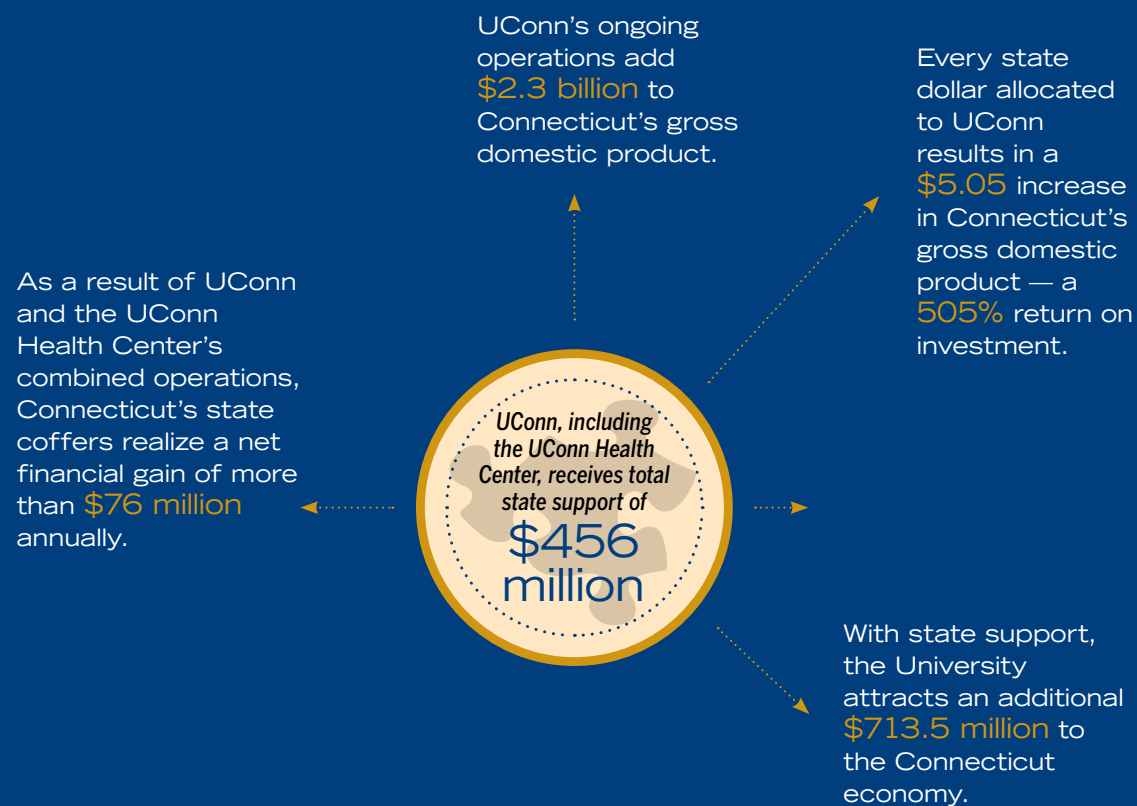 UConn's ongoing
operations add
$2.3 billion to
Connecticut's gross
domestic product.
Every state
dollar allocated
to UConn
results in a
$5.05 increase
in Connecticut's
gross domestic
product — a
505% return on
investment.
As a result of UConn
and the UConn
Health Center's
combined operations,
Connecticut's state
coffers realize a net
financial gain of more
than $76 million
annually.
UConn, including
the UConn Health
Center, receives total
state support of
$456
million
With state support,
the University
attracts an additional
$713.5 million to
the Connecticut
economy.